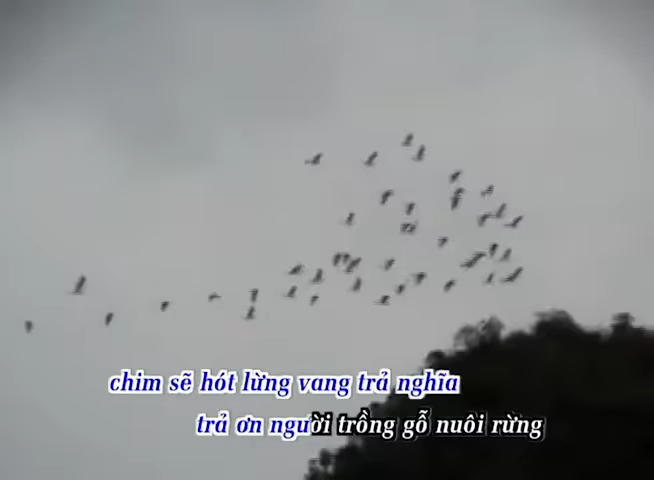 chim sẽ hót lừng vang trả nghĩa
trả ơn người trồng gỗ nuôi rừng